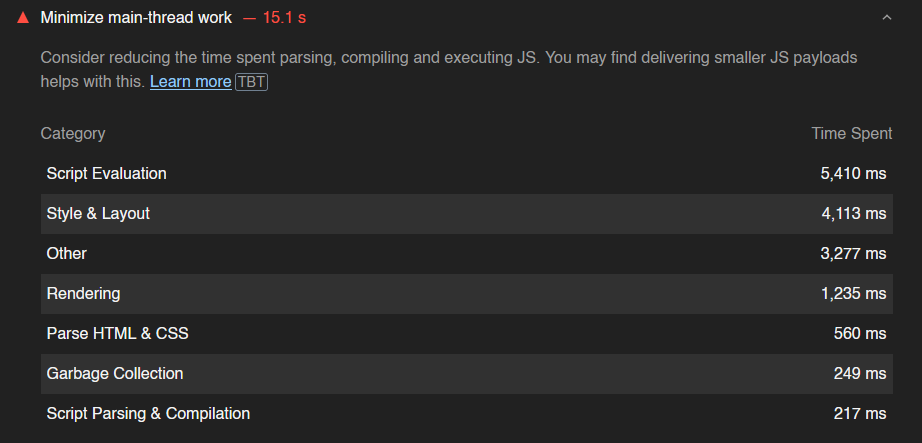 Minimize main-thread work — 15.1 s
Consider reducing the time spent parsing, compiling and executing JS. You may find delivering smaller JS payloads
helps with this. Learn more TBT
Category Time Spent
Script Evaluation 5,410 ms
Style & Layout 4,113 ms
Other 3,277 ms
Rendering 1,235 ms
Parse HTML & CSS 560 ms
Garbage Collection 249 ms
Script Parsing & Compilation 217 ms